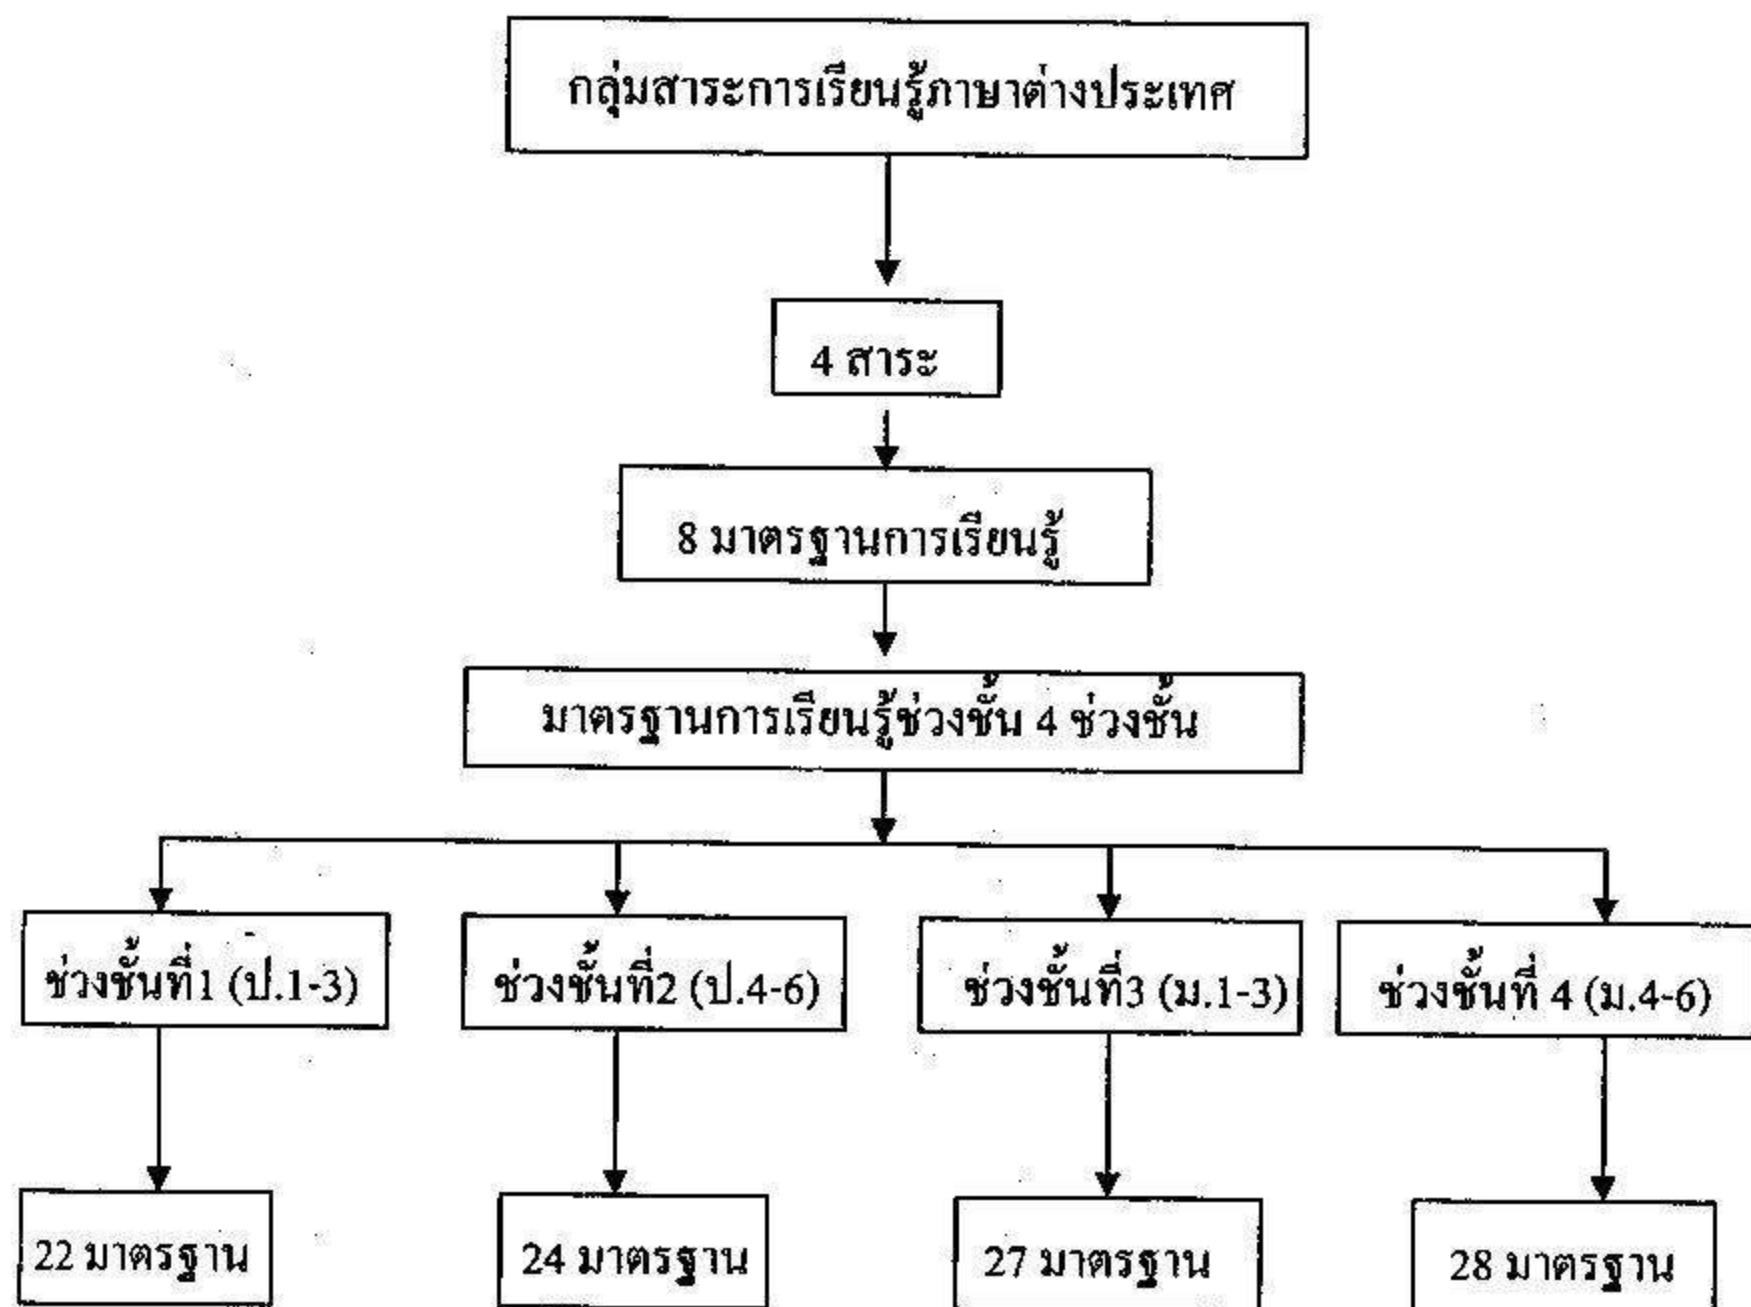 กลุ่มสาระการเรียนรู้ภาษาต่างประเทศ
4 สาระ
8 มาตรฐานการเรียนรู้
มาตรฐานการเรียนรู้ช่วงชั้น 4 ช่วงชั้น
ช่วงชั้นที่1 (ป.1-3)
ช่วงชั้นที่2 (ป.4-6)
ช่วงชั้นที่3 (ม.1-3)
ช่วงชั้นที่ 4 (ม.4-6)
22 มาตรฐาน
24 มาตรฐาน
27 มาตรฐาน
28 มาตรฐาน